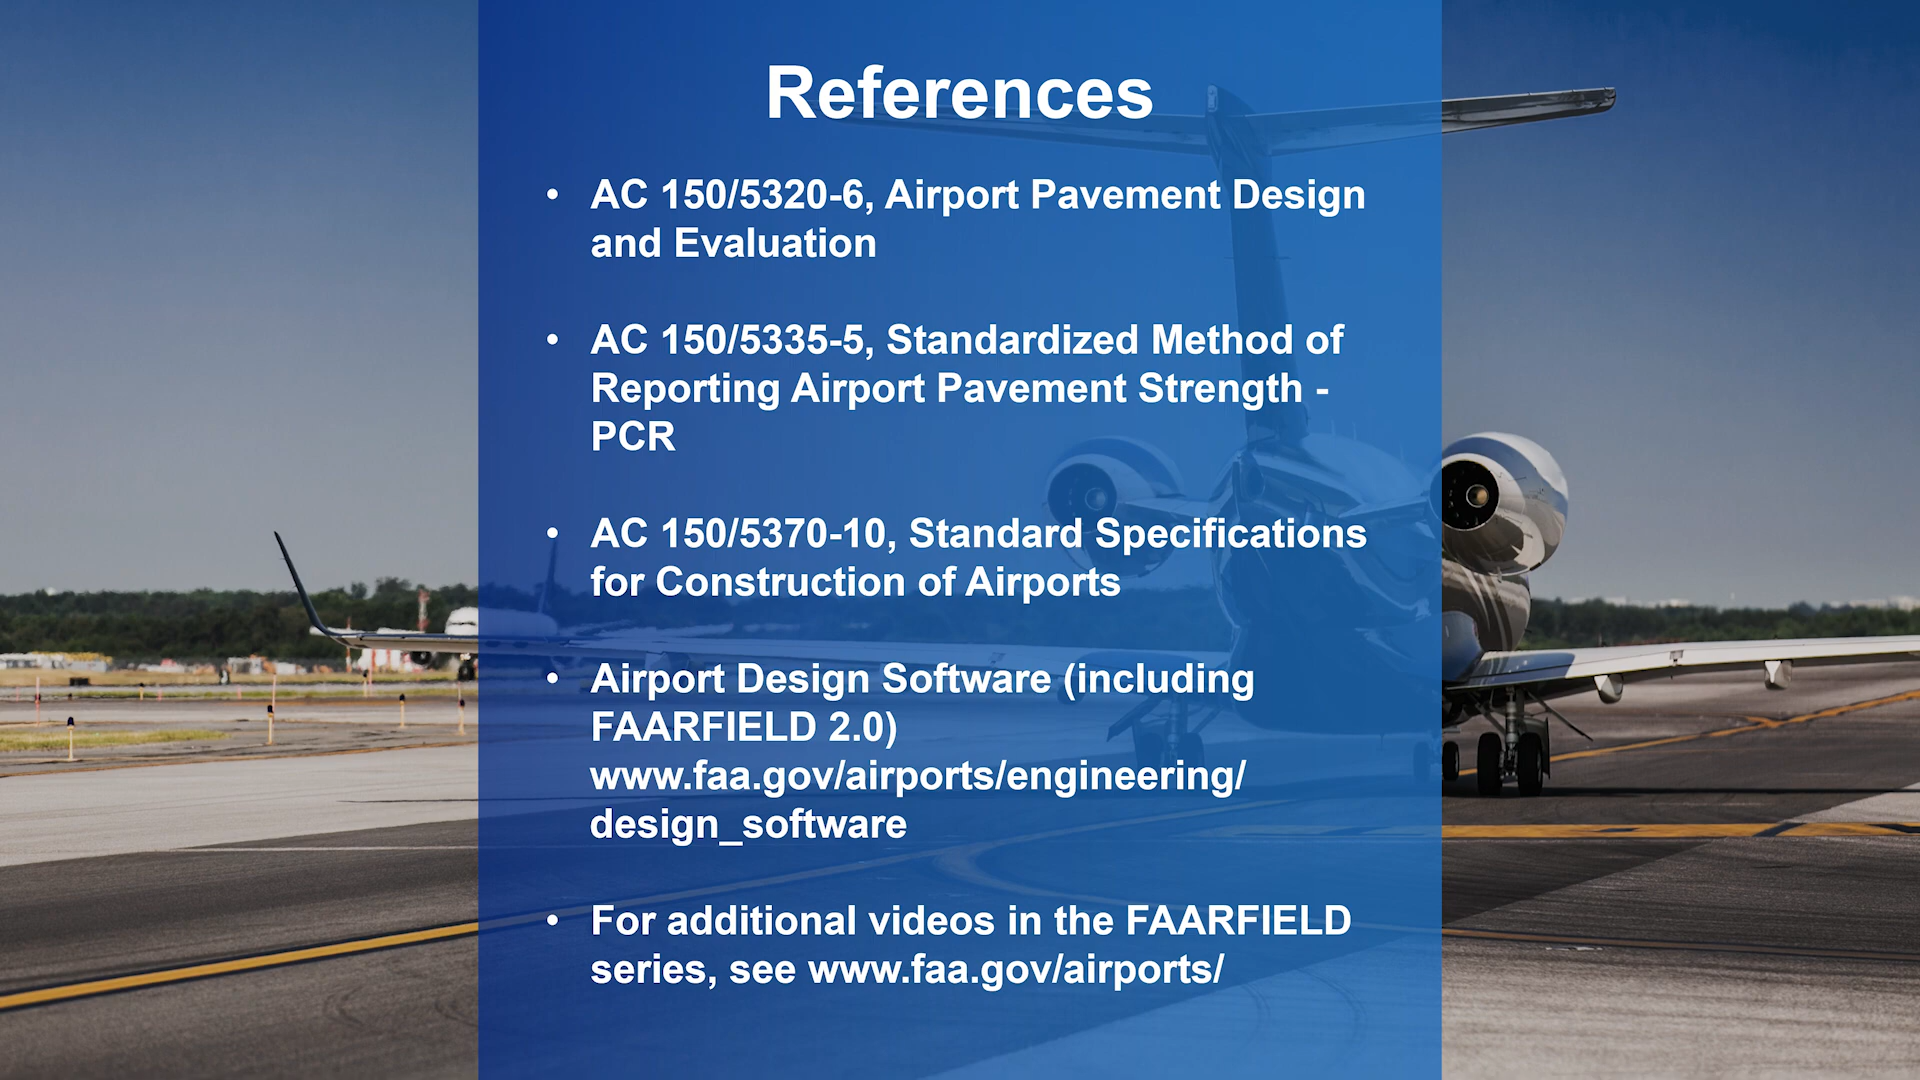 References
• AC 150/5320-6, Airport Pavement Design
and Evaluation
• AC 150/5335-5, Standardized Method of
Reporting Airport Pavement Strength -
PCR
• AC 150/5370-10, Standard Specifications
for Construction of Airports
• Airport Design Software (including
FAARFIELD 2.0)
www.faa.gov/airports/engineering/
design_software
• For additional videos in the FAARFIELD
series, see www.faa.gov/airports/